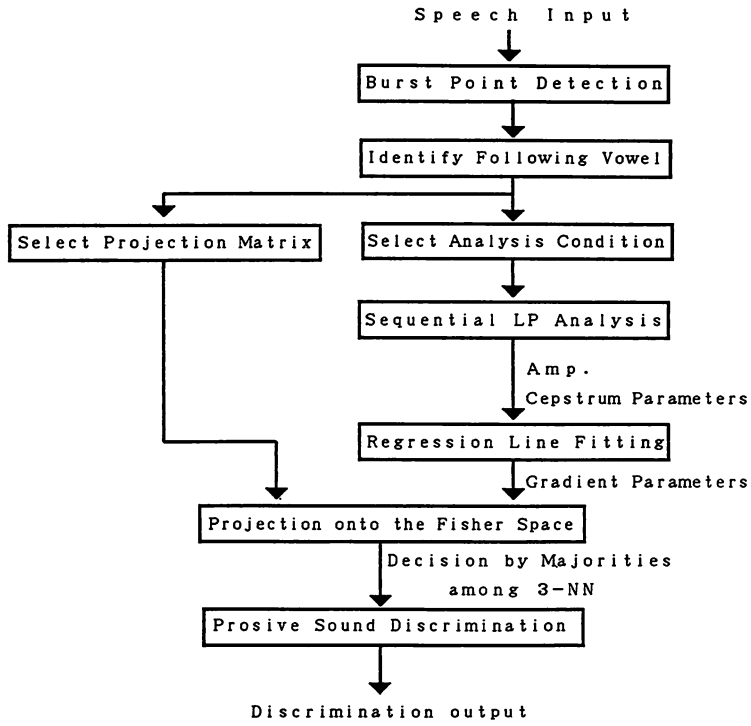 Speech Input
Burst Point Detection
Identify Following Vowel
Select Projection Matrix
Select Analysis Condition
Sequential LP Analysis
Amp.
Cepstrum Parameters
Regression Line Fitting
Gradient Parameters
Projection onto the Fisher Space
Decision by Majorities
among 3-NN
Prosive Sound Discrimination
Discrimination output